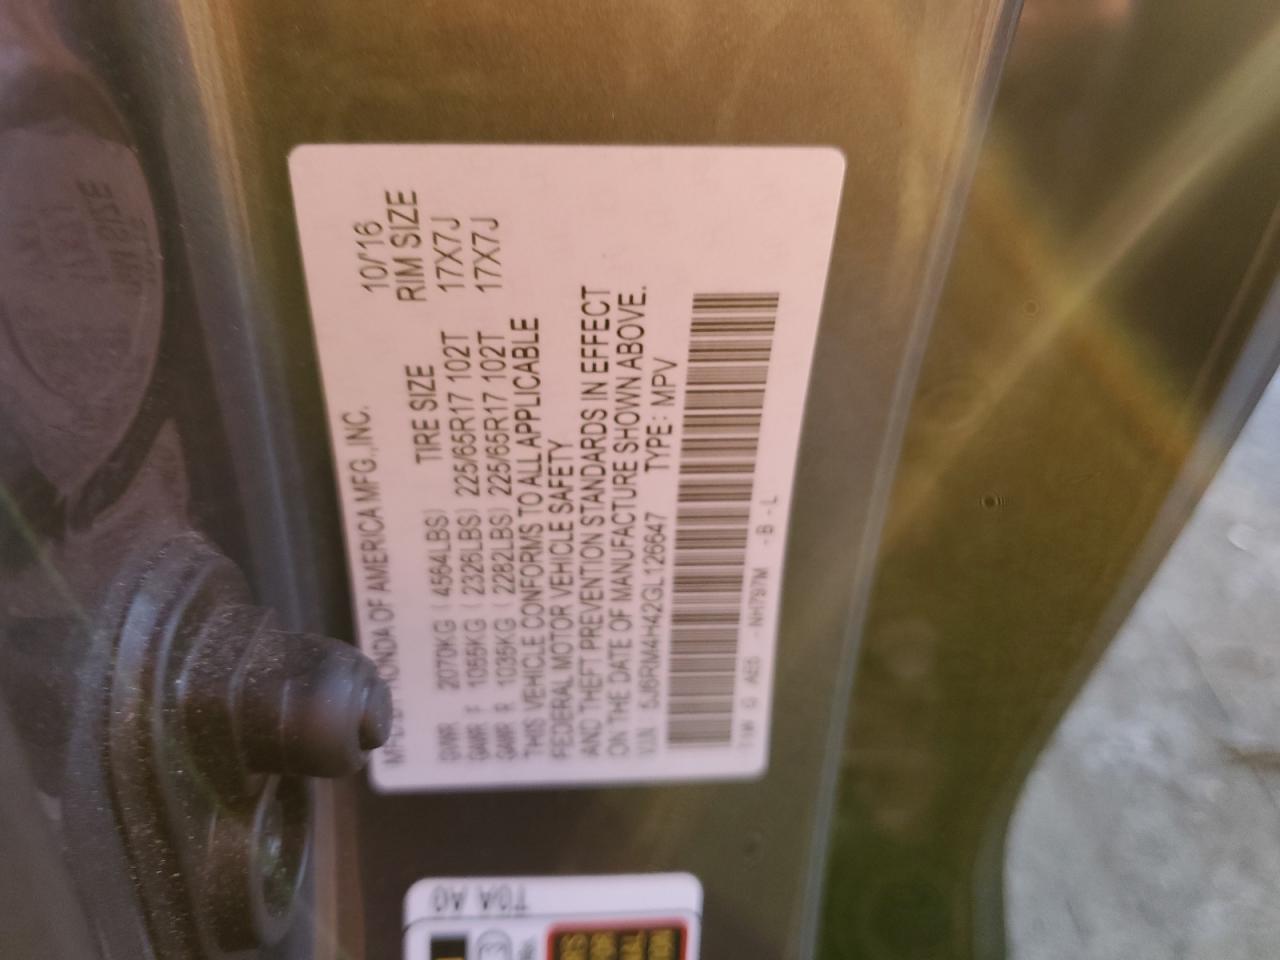 10/'16
MFD BY HONDA OF AMERICA MFG.,INC.
TIRE SIZE RIM SIZE
GVWR 2070KG ( 4564LBS)
GAWR F 1055KG ( 2326LBS) 225/65R17 102T 17X7J
GAWR R 1035KG ( 2282LBS) 225/65R17 102T 17X7J
THIS VEHICLE CONFORMS TO ALL APPLICABLE
FEDERAL MOTOR VEHICLE SAFETY
AND THEFT PREVENTION STANDARDS IN EFFECT
ON THE DATE OF MANUFACTURE SHOWN ABOVE.
VIN 5J6RM4H42GL126647 TYPE: MPV
NH797M - B - L
T0A A0